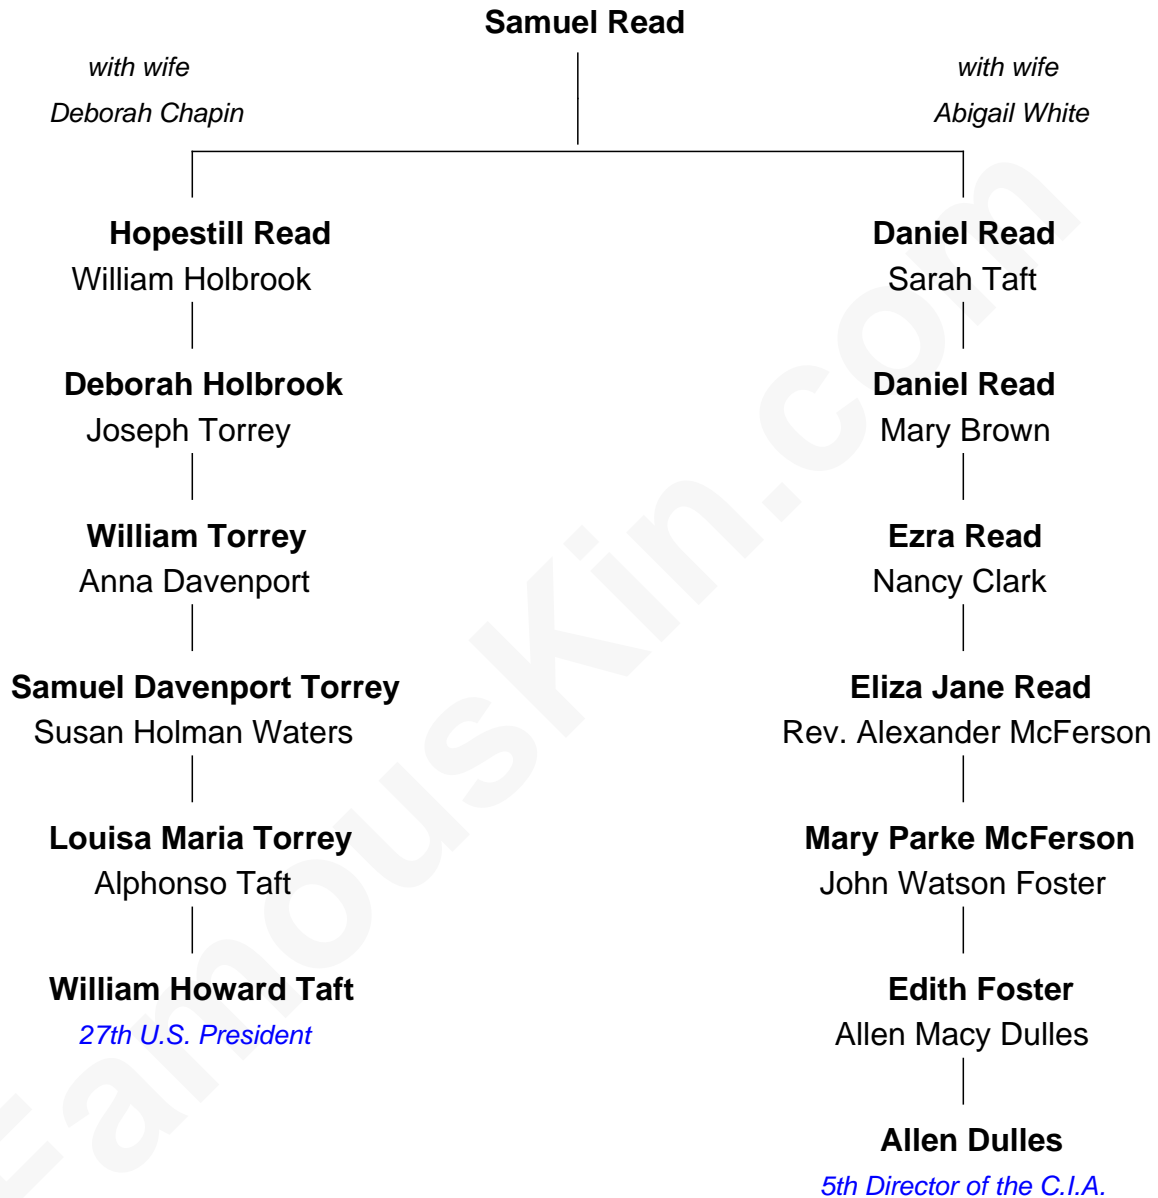 Samuel Read
with wife
Deborah Chapin
with wife
Abigail White
Hopestill Read
William Holbrook
Daniel Read
Sarah Taft
Deborah Holbrook
Joseph Torrey
Daniel Read
Mary Brown
William Torrey
Anna Davenport
Ezra Read
Nancy Clark
Samuel Davenport Torrey
Susan Holman Waters
Eliza Jane Read
Rev. Alexander McFerson
Louisa Maria Torrey
Alphonso Taft
Mary Parke McFerson
John Watson Foster
William Howard Taft
27th U.S. President
Edith Foster
Allen Macy Dulles
Allen Dulles
5th Director of the C.I.A.
FamousKin.com